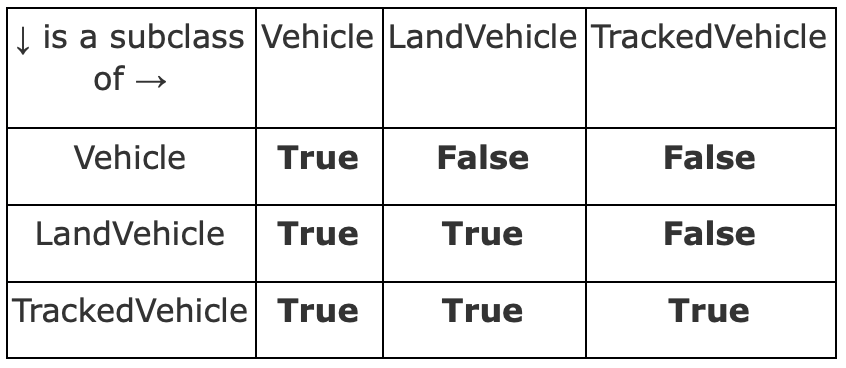 ↓ is a subclass of → Vehicle LandVehicle TrackedVehicle
Vehicle True False False
LandVehicle True True False
TrackedVehicle True True True